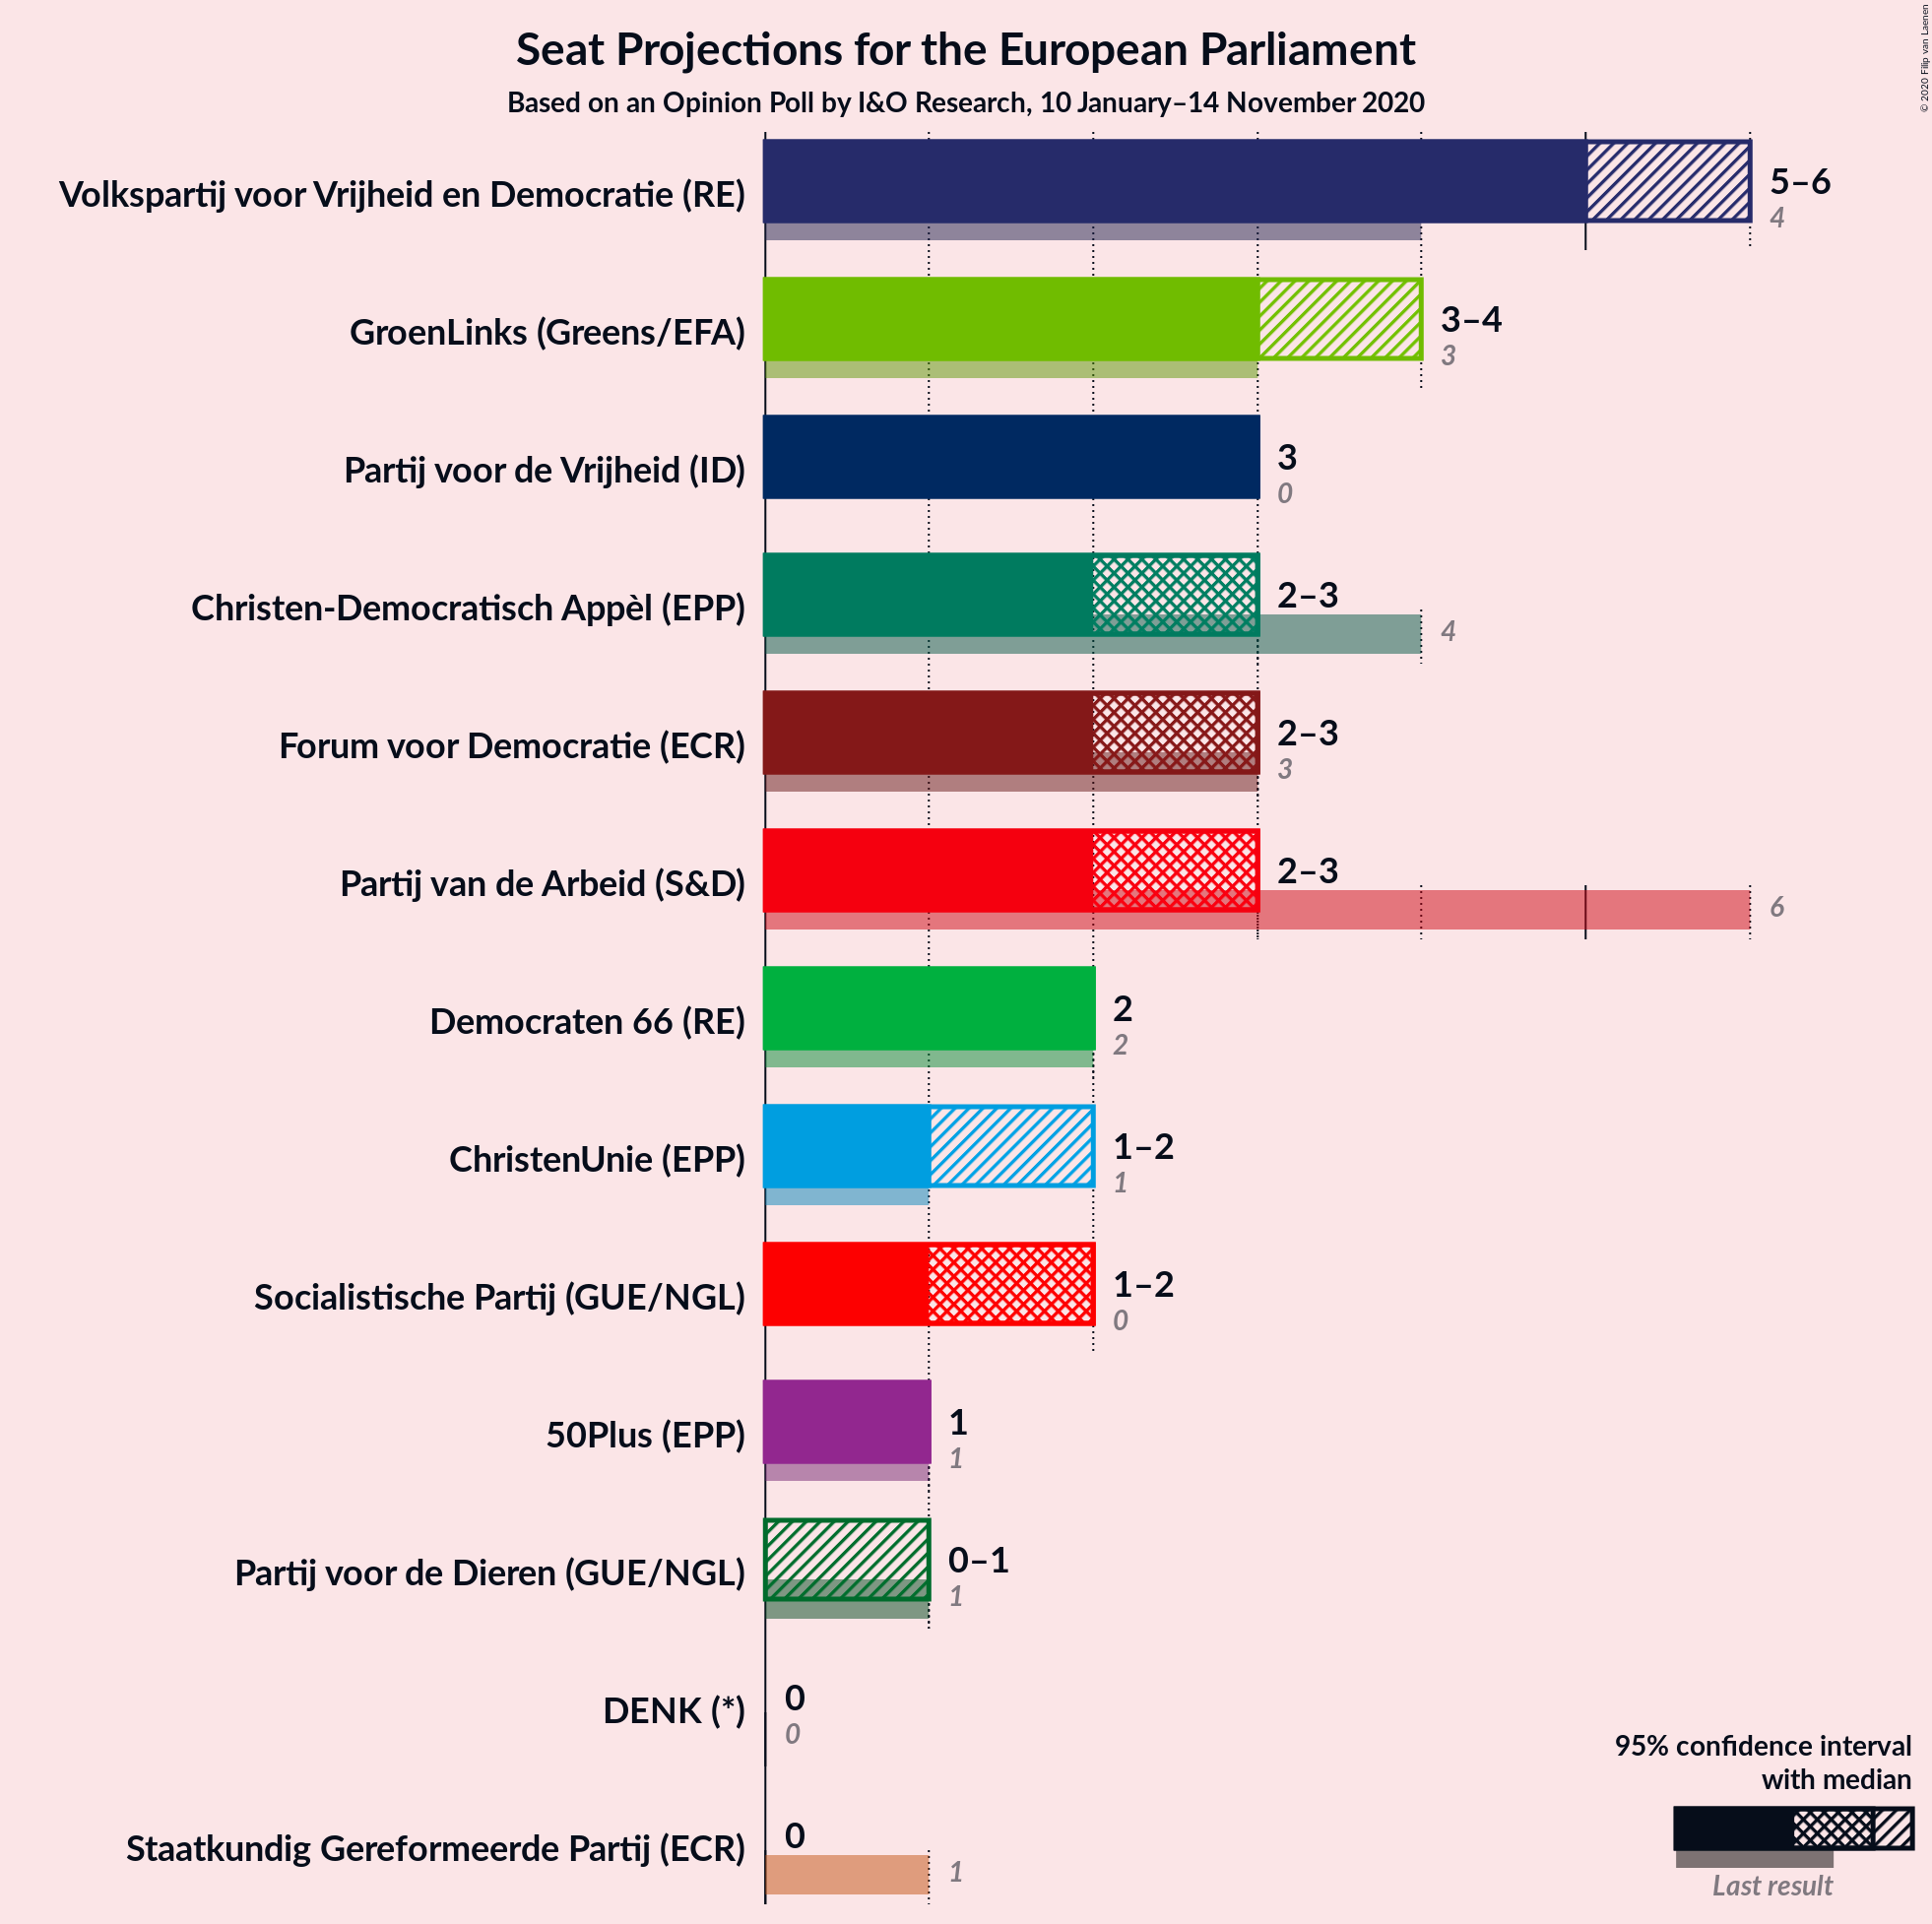 Seat Projections for the European Parliament
Based on an Opinion Poll by I&O Research, 10 January–14 November 2020
© 2020 Filip van Laenen
Volkspartij voor Vrijheid en Democratie (RE)
5–6
4
GroenLinks (Greens/EFA)
3–4
3
Partij voor de Vrijheid (ID)
3
0
Christen-Democratisch Appèl (EPP)
2–3
4
Forum voor Democratie (ECR)
2–3
3
Partij van de Arbeid (S&D)
2–3
6
Democraten 66 (RE)
2
2
ChristenUnie (EPP)
1–2
1
Socialistische Partij (GUE/NGL)
1–2
0
50Plus (EPP)
1
1
Partij voor de Dieren (GUE/NGL)
0–1
1
DENK (*)
0
0
Staatkundig Gereformeerde Partij (ECR)
0
1
95% confidence interval
with median
Last result